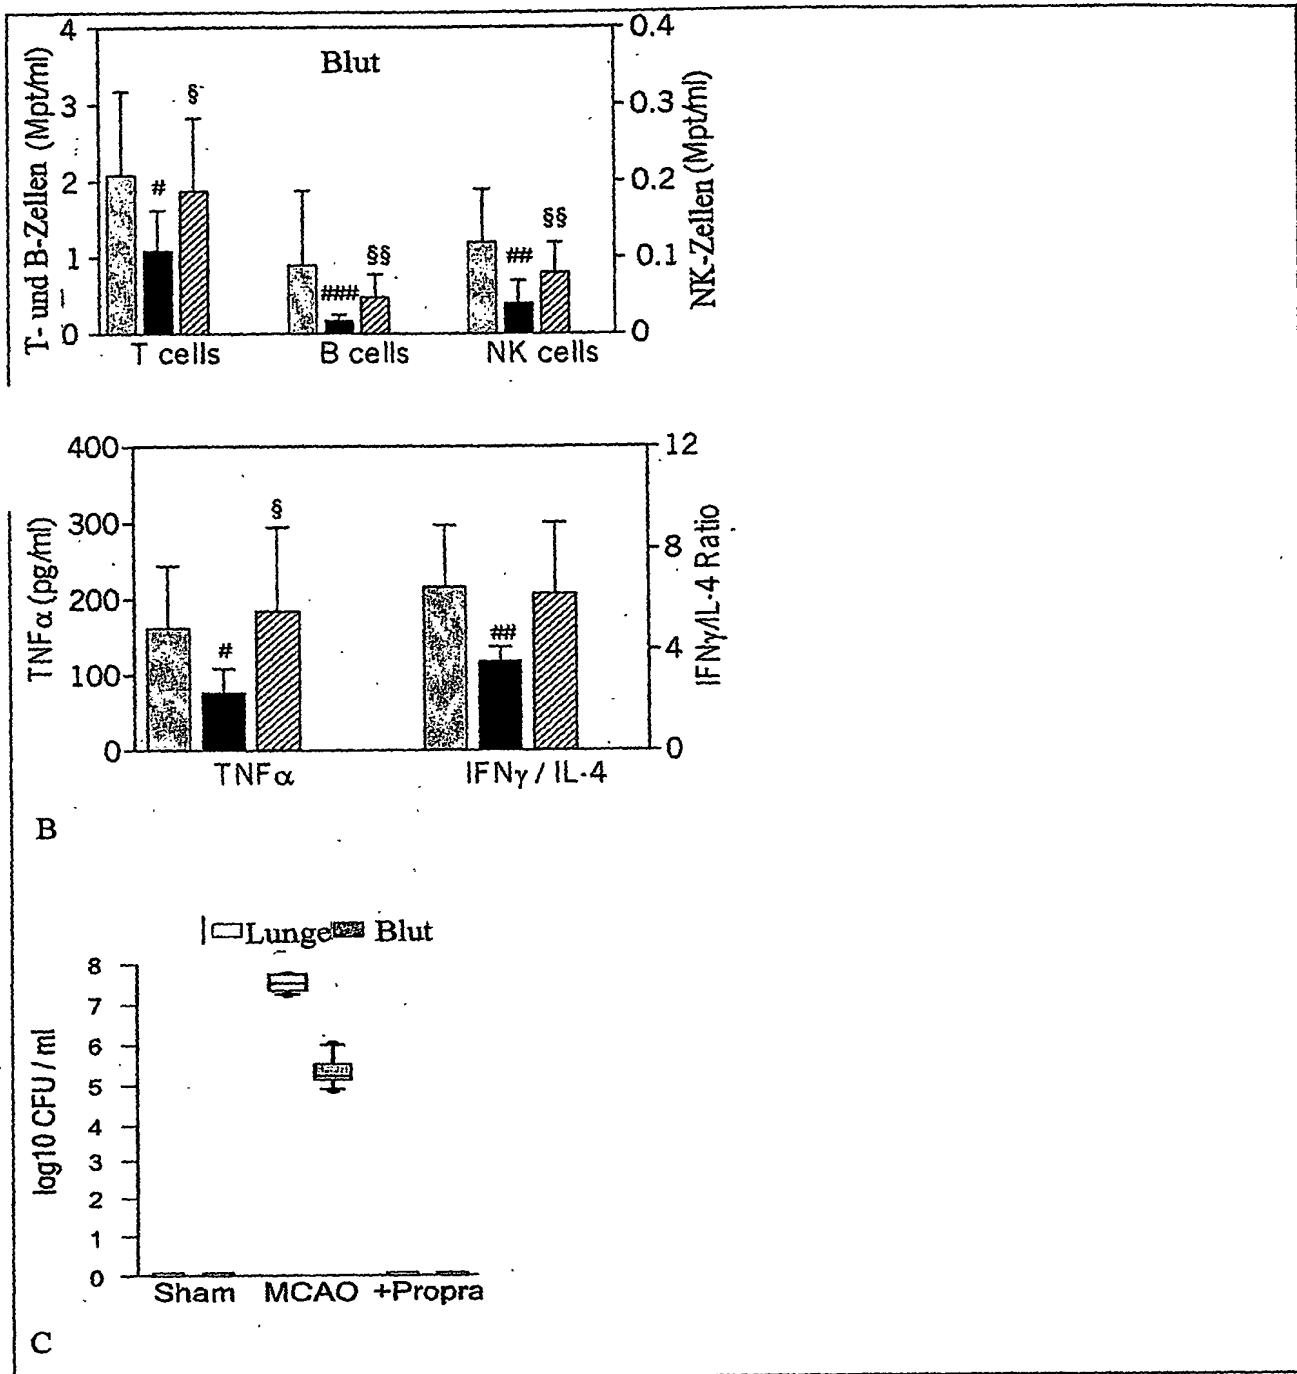 Blut
T- und B-Zellen (Mpt/ml)
4
3
2
1
0
0.4
0.3
0.2
0.1
0
NK-Zellen (Mpt/ml)
# § ### §§ ## §§
T cells B cells NK cells
TNFα (pg/ml)
400
300
200
100
0
12
8
4
0
IFNγ/IL-4 Ratio
# § ##
TNFα IFNγ / IL-4
B
Lunge Blut
log10 CFU / ml
8
7
6
5
4
3
2
1
0
Sham MCAO +Propra
C